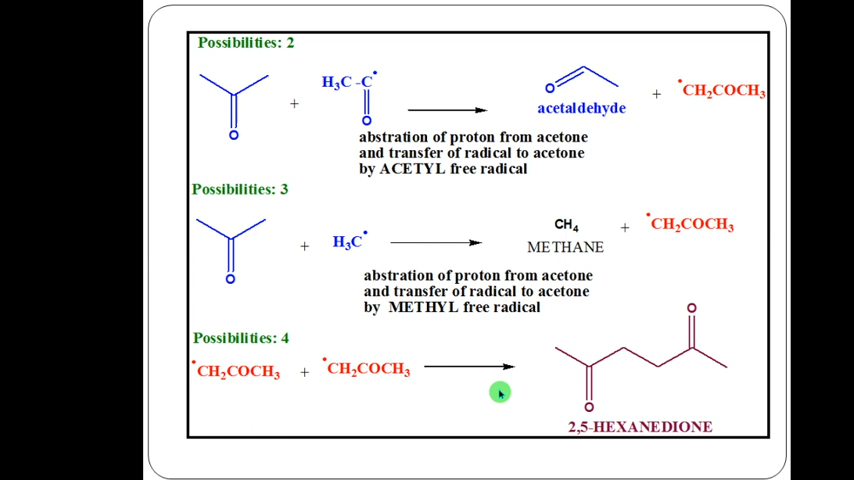 Possibilities: 2
H₃C -C•
+
O
O
O
acetaldehyde
+
•CH₂COCH₃
abstration of proton from acetone
and transfer of radical to acetone
by ACETYL free radical
Possibilities: 3
O
+
H₃C•
CH₄
METHANE
+
•CH₂COCH₃
abstration of proton from acetone
and transfer of radical to acetone
by METHYL free radical
Possibilities: 4
•CH₂COCH₃ + •CH₂COCH₃
O
O
2,5-HEXANEDIONE